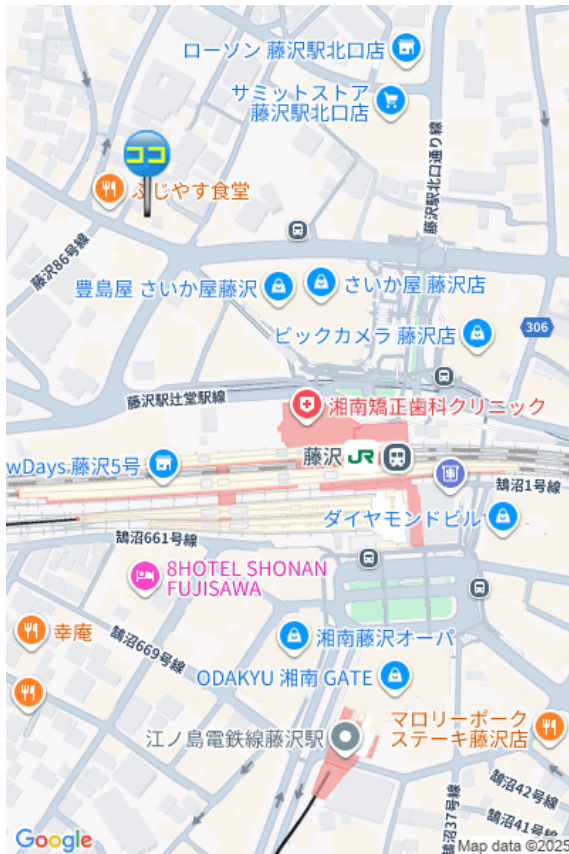 ローソン 藤沢駅北口店
サミットストア
藤沢駅北口店
藤沢駅北口通り線
ココ
ふじやす食堂
藤沢86号線
豊島屋 さいか屋藤沢
さいか屋 藤沢店
ビックカメラ 藤沢店
306
藤沢駅辻堂駅線
湘南矯正歯科クリニック
藤沢
JR
wDays 藤沢5号
鵠沼1号線
ダイヤモンドビル
鵠沼661号線
8HOTEL SHONAN
FUJISAWA
幸庵
鵠沼669号線
湘南藤沢オーパ
ODAKYU 湘南 GATE
マロリーポーク
ステーキ藤沢店
江ノ島電鉄線藤沢駅
鵠沼42号線
鵠沼37号線
鵠沼41号線
Google
Map data ©2025